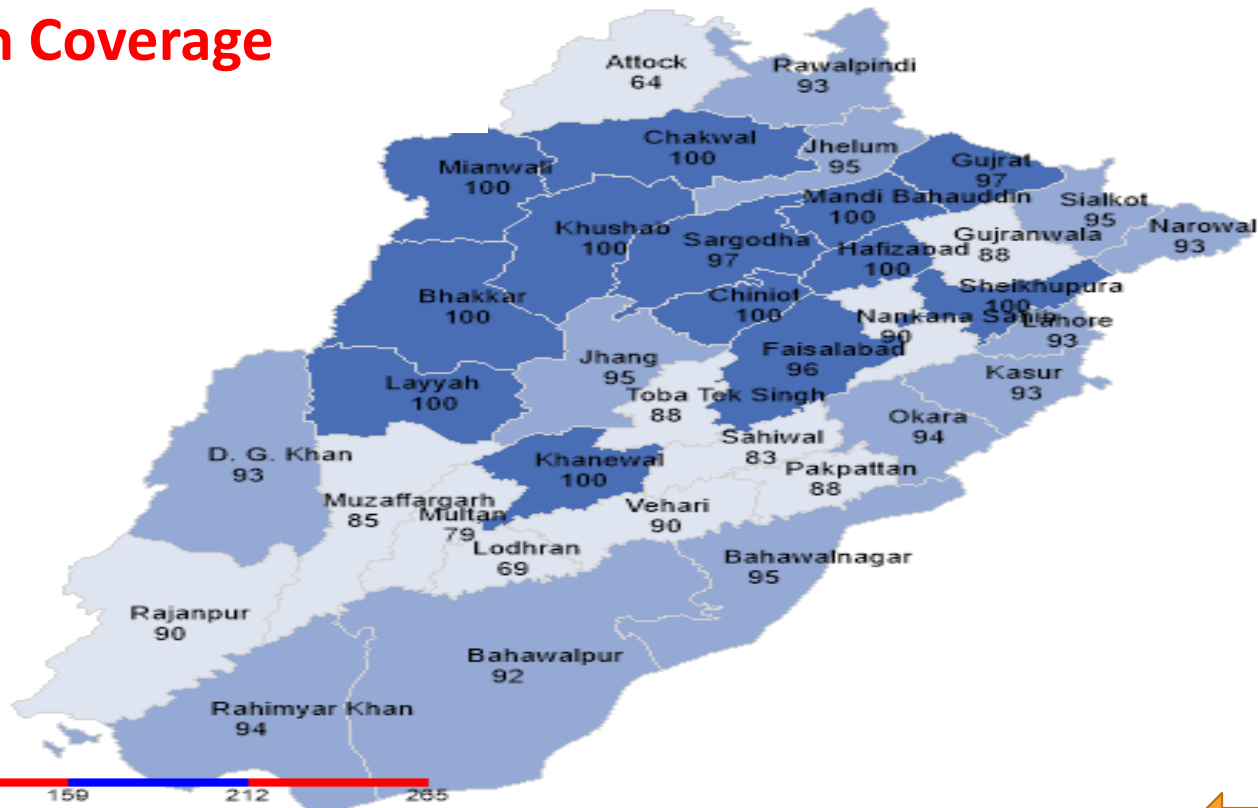 n Coverage
Attock
64
Rawalpindi
93
Chakwal
100
Jhelum
95
Mianwali
100
Gujrat
97
Mandi Bahauddin
100
Sialkot
95
Narowal
93
Khushab
100
Sargodha
97
Hafizabad
100
Gujranwala
88
Bhakkar
100
Chiniot
100
Sheikhupura
100
Nankana Sahib
90
Lahore
93
Faisalabad
96
Jhang
95
Kasur
93
Layyah
100
Toba Tek Singh
88
Okara
94
Sahiwal
83
D. G. Khan
93
Khanewal
100
Pakpattan
88
Muzaffargarh
85
Multan
79
Vehari
90
Lodhran
69
Bahawalnagar
95
Rajanpur
90
Bahawalpur
92
Rahimyar Khan
94
159 212 265